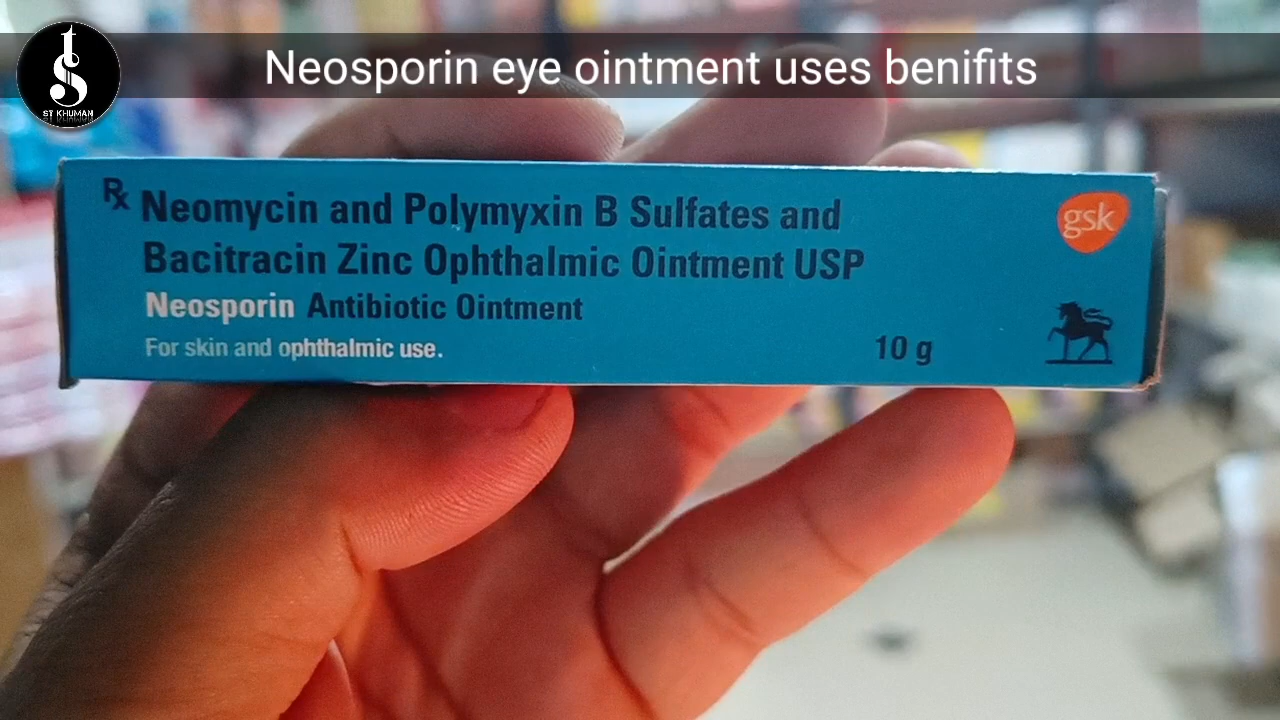 Neosporin eye ointment uses benifits
ST KHUMAN
Rx Neomycin and Polymyxin B Sulfates and
Bacitracin Zinc Ophthalmic Ointment USP
Neosporin Antibiotic Ointment
For skin and ophthalmic use.
10 g
gsk